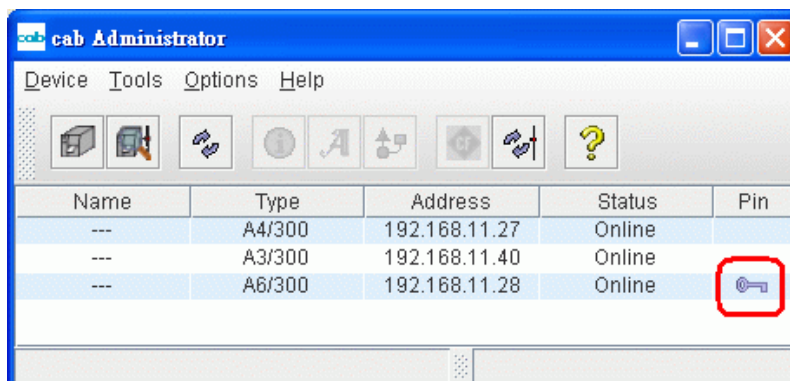 cab cab Administrator
Device Tools Options Help
i A CF ?
Name Type Address Status Pin
--- A4/300 192.168.11.27 Online
--- A3/300 192.168.11.40 Online
--- A6/300 192.168.11.28 Online